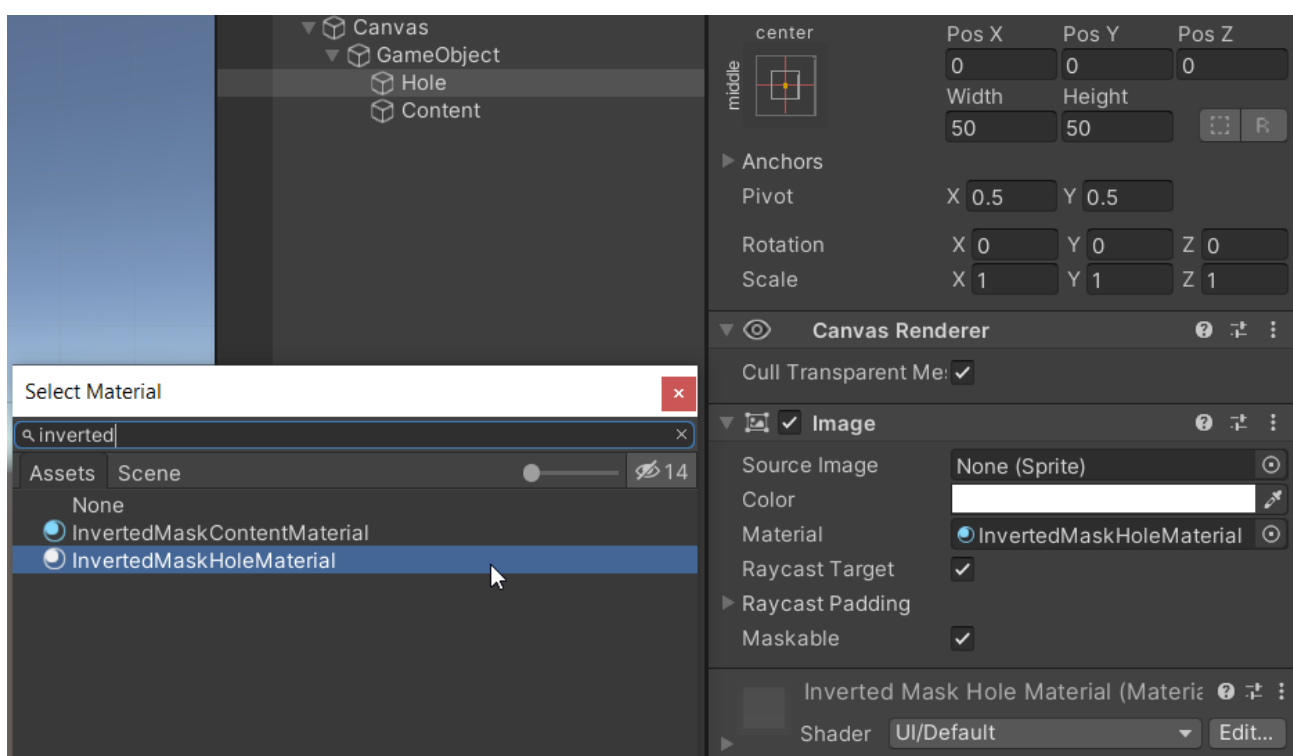 Canvas
GameObject
Hole
Content
center
middle
Pos X Pos Y Pos Z
0 0 0
Width Height
50 50 R
Anchors
Pivot X 0.5 Y 0.5
Rotation X 0 Y 0 Z 0
Scale X 1 Y 1 Z 1
Canvas Renderer
Cull Transparent Me
Image
Source Image None (Sprite)
Color
Material InvertedMaskHoleMaterial
Raycast Target
Raycast Padding
Maskable
Inverted Mask Hole Material (Materia
Shader UI/Default Edit...
Select Material
inverted
Assets Scene 14
None
InvertedMaskContentMaterial
InvertedMaskHoleMaterial